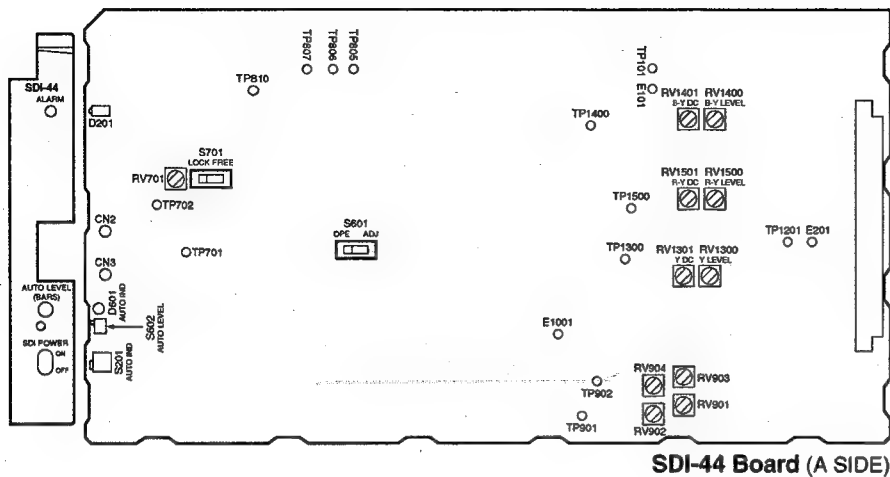 SDI-44
ALARM
D201
TP810
TP807
TP806
TP805
TP101
E101
RV1401
B-Y DC
RV1400
B-Y LEVEL
TP1400
S701
LOCK FREE
RV701
TP702
RV1501
R-Y DC
RV1500
R-Y LEVEL
TP1500
CN2
S601
OPE ADJ
TP1201
E201
TP701
TP1300
RV1301
Y DC
RV1300
Y LEVEL
CN3
AUTO LEVEL
(BARS)
D601
AUTO IND
S602
AUTO LEVEL
SDI POWER
ON
OFF
S201
AUTO IND
E1001
RV904
RV903
TP902
RV901
TP901
RV902
SDI-44 Board (A SIDE)